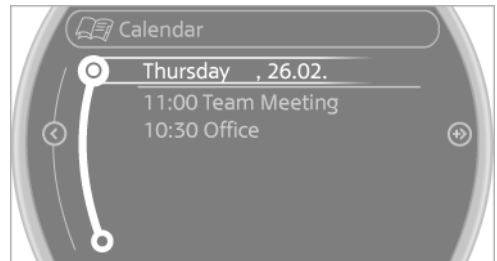 Calendar
Thursday , 26.02.
11:00 Team Meeting
10:30 Office